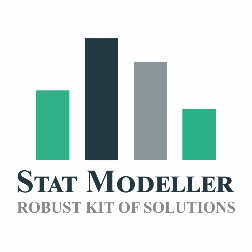 STAT MODELLER
ROBUST KIT OF SOLUTIONS